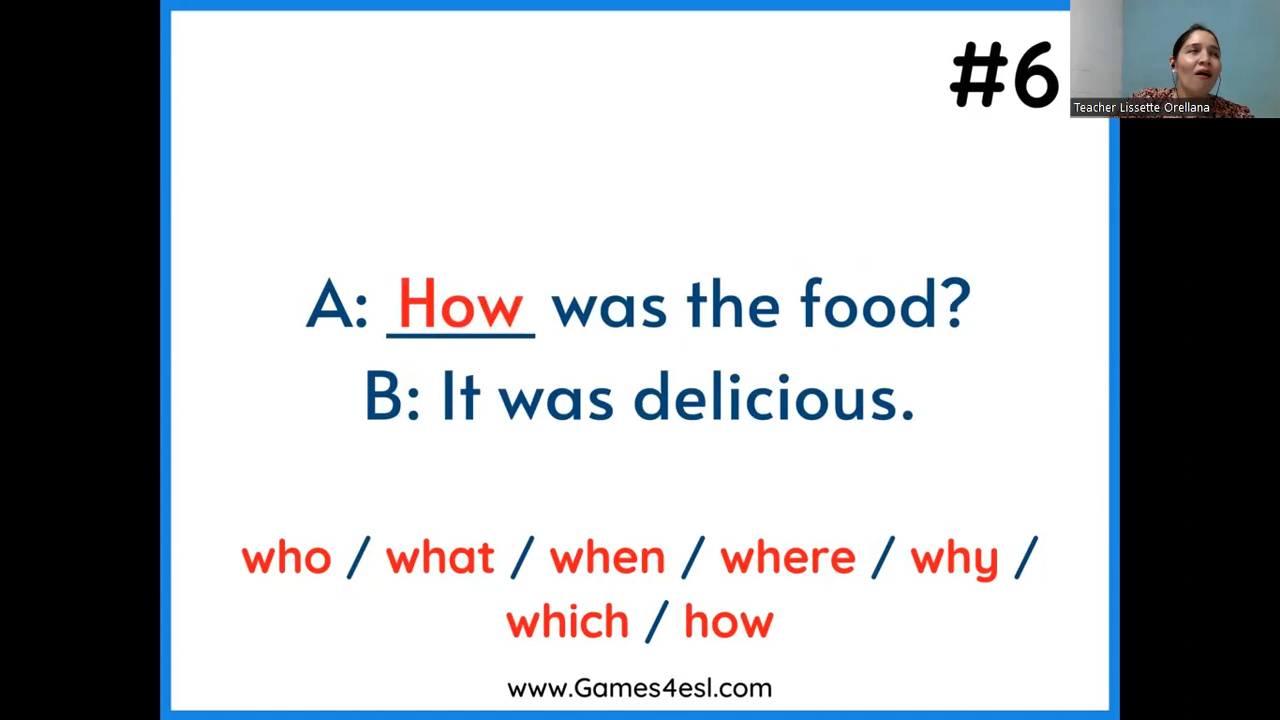 #6
Teacher Lissette Orellana
A: How was the food?
B: It was delicious.
who / what / when / where / why /
which / how
www.Games4esl.com